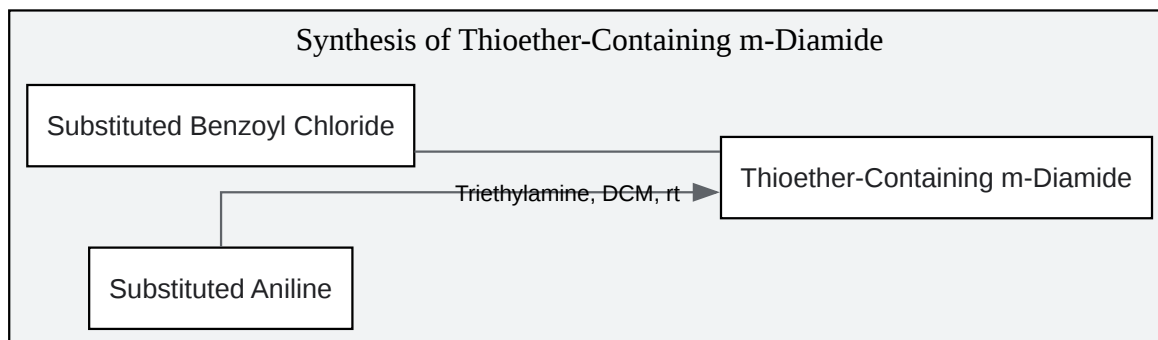 Synthesis of Thioether-Containing m-Diamide
Substituted Benzoyl Chloride
Thioether-Containing m-Diamide
Triethylamine, DCM, rt
Substituted Aniline